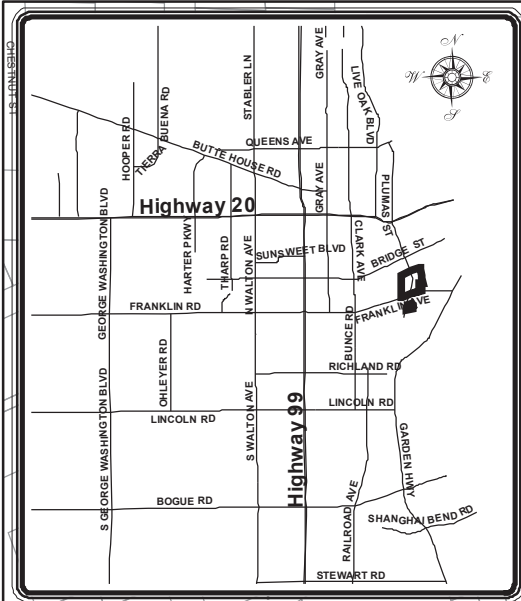 CHESTNUT ST
N
W
E
S
HOOPER RD
TIERRA BUENA RD
STABLER LN
GRAY AVE
LIVE OAK BLVD
QUEENS AVE
BUTTE HOUSE RD
PLUMAS ST
GRAY AVE
Highway 20
GEORGE WASHINGTON BLVD
HARTER PKWY
THARP RD
N WALTON AVE
SUNSWEET BLVD
CLARK AVE
BRIDGE ST
FRANKLIN RD
FRANKLIN AVE
OHLEYER RD
BUNCE RD
RICHLAND RD
S GEORGE WASHINGTON BLVD
LINCOLN RD
LINCOLN RD
S WALTON AVE
Highway 99
GARDEN HWY
BOGUE RD
RAILROAD AVE
SHANGHAI BEND RD
STEWART RD